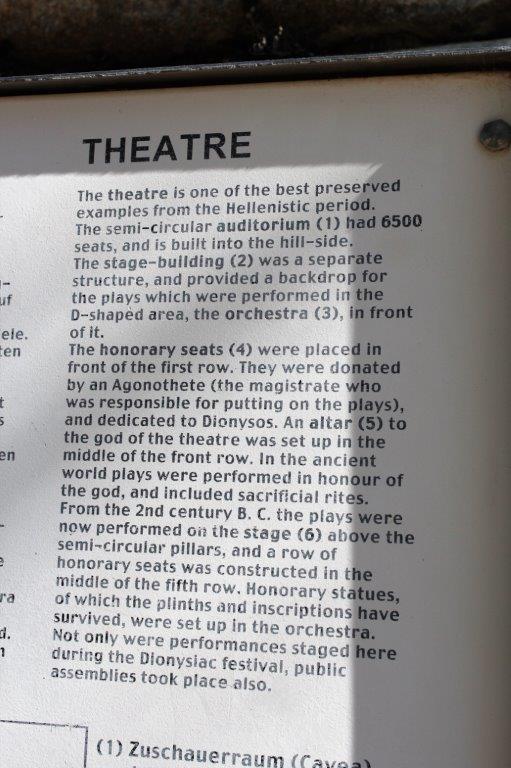 THEATRE
The theatre is one of the best preserved
examples from the Hellenistic period.
The semi-circular auditorium (1) had 6500
seats, and is built into the hill-side.
The stage-building (2) was a separate
structure, and provided a backdrop for
the plays which were performed in the
D-shaped area, the orchestra (3), in front
of it.
The honorary seats (4) were placed in
front of the first row. They were donated
by an Agonothete (the magistrate who
was responsible for putting on the plays),
and dedicated to Dionysos. An altar (5) to
the god of the theatre was set up in the
middle of the front row. In the ancient
world plays were performed in honour of
the god, and included sacrificial rites.
From the 2nd century B. C. the plays were
now performed on the stage (6) above the
semi-circular pillars, and a row of
honorary seats was constructed in the
middle of the fifth row. Honorary statues,
of which the plinths and inscriptions have
survived, were set up in the orchestra.
Not only were performances staged here
during the Dionysiac festival, public
assemblies took place also.
(1) Zuschauerraum (Cavea)